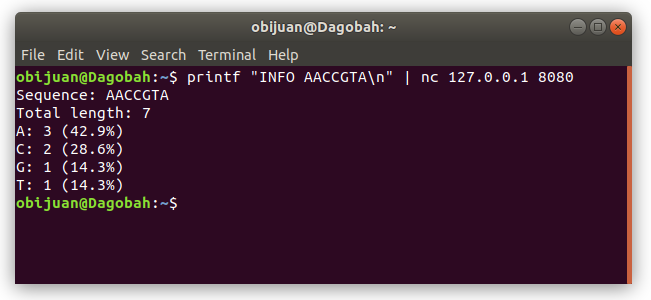 obijuan@Dagobah: ~
File Edit View Search Terminal Help
obijuan@Dagobah:~$ printf "INFO AACCGTA\n" | nc 127.0.0.1 8080
Sequence: AACCGTA
Total length: 7
A: 3 (42.9%)
C: 2 (28.6%)
G: 1 (14.3%)
T: 1 (14.3%)
obijuan@Dagobah:~$